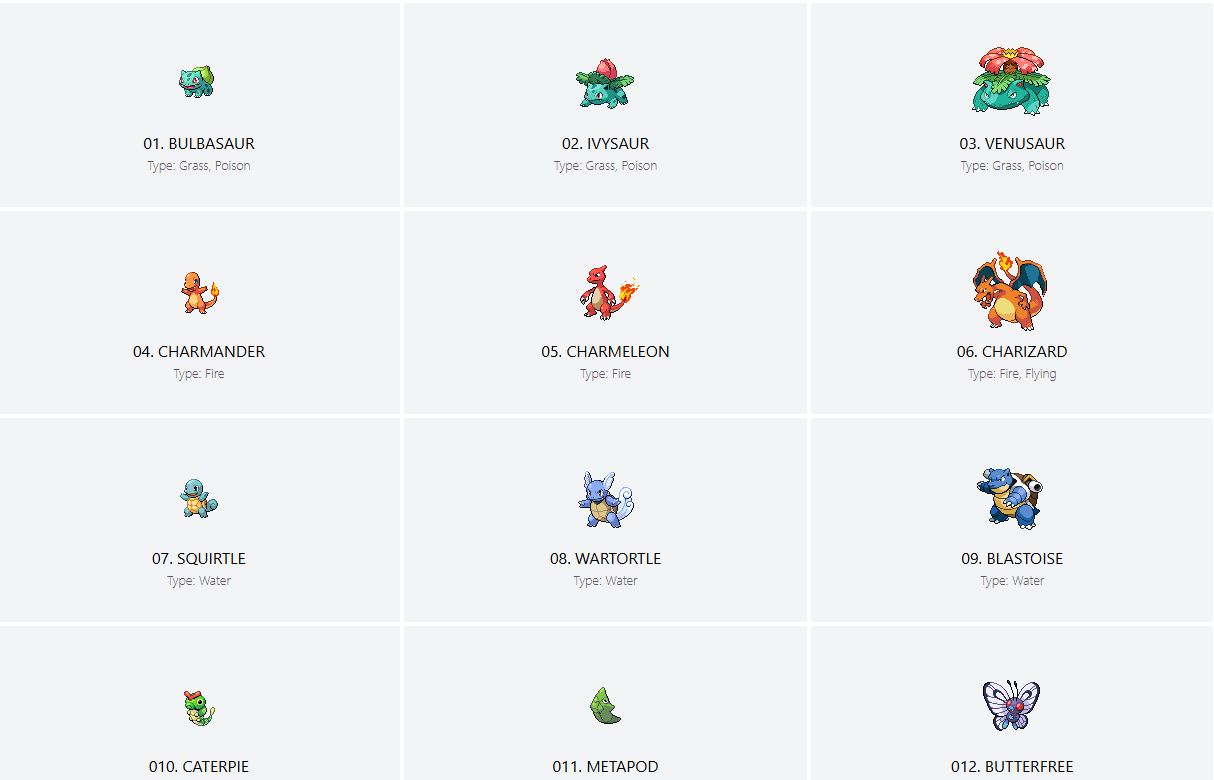 01. BULBASAUR
Type: Grass, Poison
02. IVYSAUR
Type: Grass, Poison
03. VENUSAUR
Type: Grass, Poison
04. CHARMANDER
Type: Fire
05. CHARMELEON
Type: Fire
06. CHARIZARD
Type: Fire, Flying
07. SQUIRTLE
Type: Water
08. WARTORTLE
Type: Water
09. BLASTOISE
Type: Water
010. CATERPIE
011. METAPOD
012. BUTTERFREE